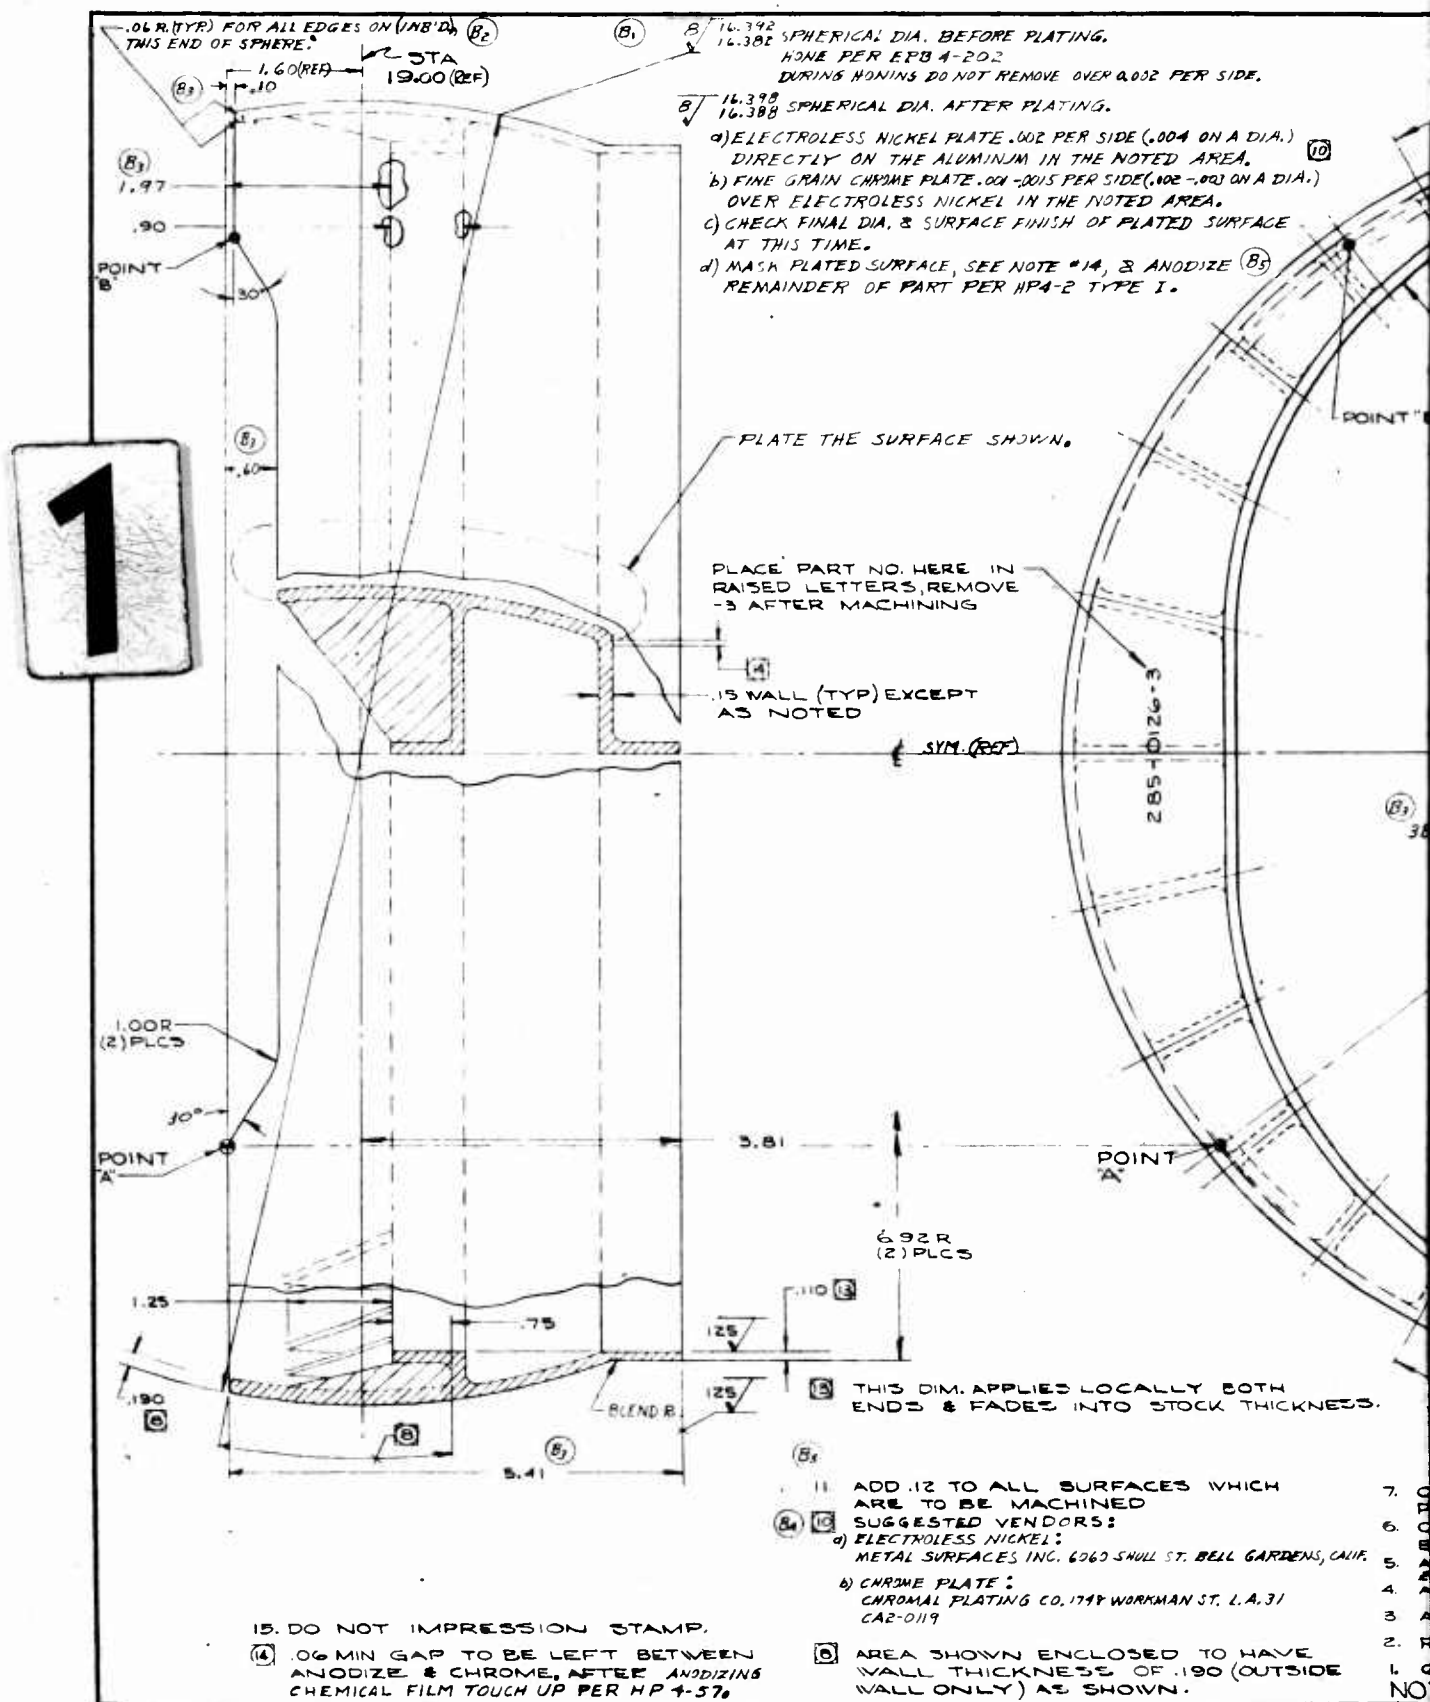 .06 R.(TYP.) FOR ALL EDGES ON (INB'D) B2
THIS END OF SPHERE.
1.60(REF)
STA
19.00(REF)
B3
.10
B1
8/ 16.392
16.382 SPHERICAL DIA. BEFORE PLATING.
HONE PER EPB 4-202
DURING HONING DO NOT REMOVE OVER 0.002 PER SIDE.
8/ 16.398
16.388 SPHERICAL DIA. AFTER PLATING.
a) ELECTROLESS NICKEL PLATE .002 PER SIDE (.004 ON A DIA.)
DIRECTLY ON THE ALUMINUM IN THE NOTED AREA. 10
b) FINE GRAIN CHROME PLATE .001-.0015 PER SIDE (.002-.003 ON A DIA.)
OVER ELECTROLESS NICKEL IN THE NOTED AREA.
c) CHECK FINAL DIA. & SURFACE FINISH OF PLATED SURFACE
AT THIS TIME.
d) MASK PLATED SURFACE, SEE NOTE #14, & ANODIZE B5
REMAINDER OF PART PER HP4-2 TYPE I.
B3
1.97
.90
POINT
"B"
30°
B3
.60
1
PLATE THE SURFACE SHOWN.
POINT "B
PLACE PART NO. HERE IN
RAISED LETTERS, REMOVE
-3 AFTER MACHINING
14
.15 WALL (TYP) EXCEPT
AS NOTED
SYM. (REF)
285-0126-3
B3
38
1.00R
(2) PLCS
30°
POINT
"A"
3.81
POINT
"A"
6.92 R
(2) PLCS
1.25
.75
.110 13
125
.190
8
8
BLEND R
125
B3
5.41
13 THIS DIM. APPLIES LOCALLY BOTH
ENDS & FADES INTO STOCK THICKNESS.
B5
11 ADD .12 TO ALL SURFACES WHICH
ARE TO BE MACHINED
B4 10 SUGGESTED VENDORS:
a) ELECTROLESS NICKEL:
METAL SURFACES INC. 6060 SHULL ST. BELL GARDENS, CALIF.
b) CHROME PLATE:
CHROMAL PLATING CO. 1748 WORKMAN ST. L.A. 31
CA2-0119
8 AREA SHOWN ENCLOSED TO HAVE
WALL THICKNESS OF .190 (OUTSIDE
WALL ONLY) AS SHOWN.
15. DO NOT IMPRESSION STAMP.
14 .06 MIN GAP TO BE LEFT BETWEEN
ANODIZE & CHROME, AFTER ANODIZING
CHEMICAL FILM TOUCH UP PER HP 4-57.
7.
6.
5.
4.
3
2.
1.
NO